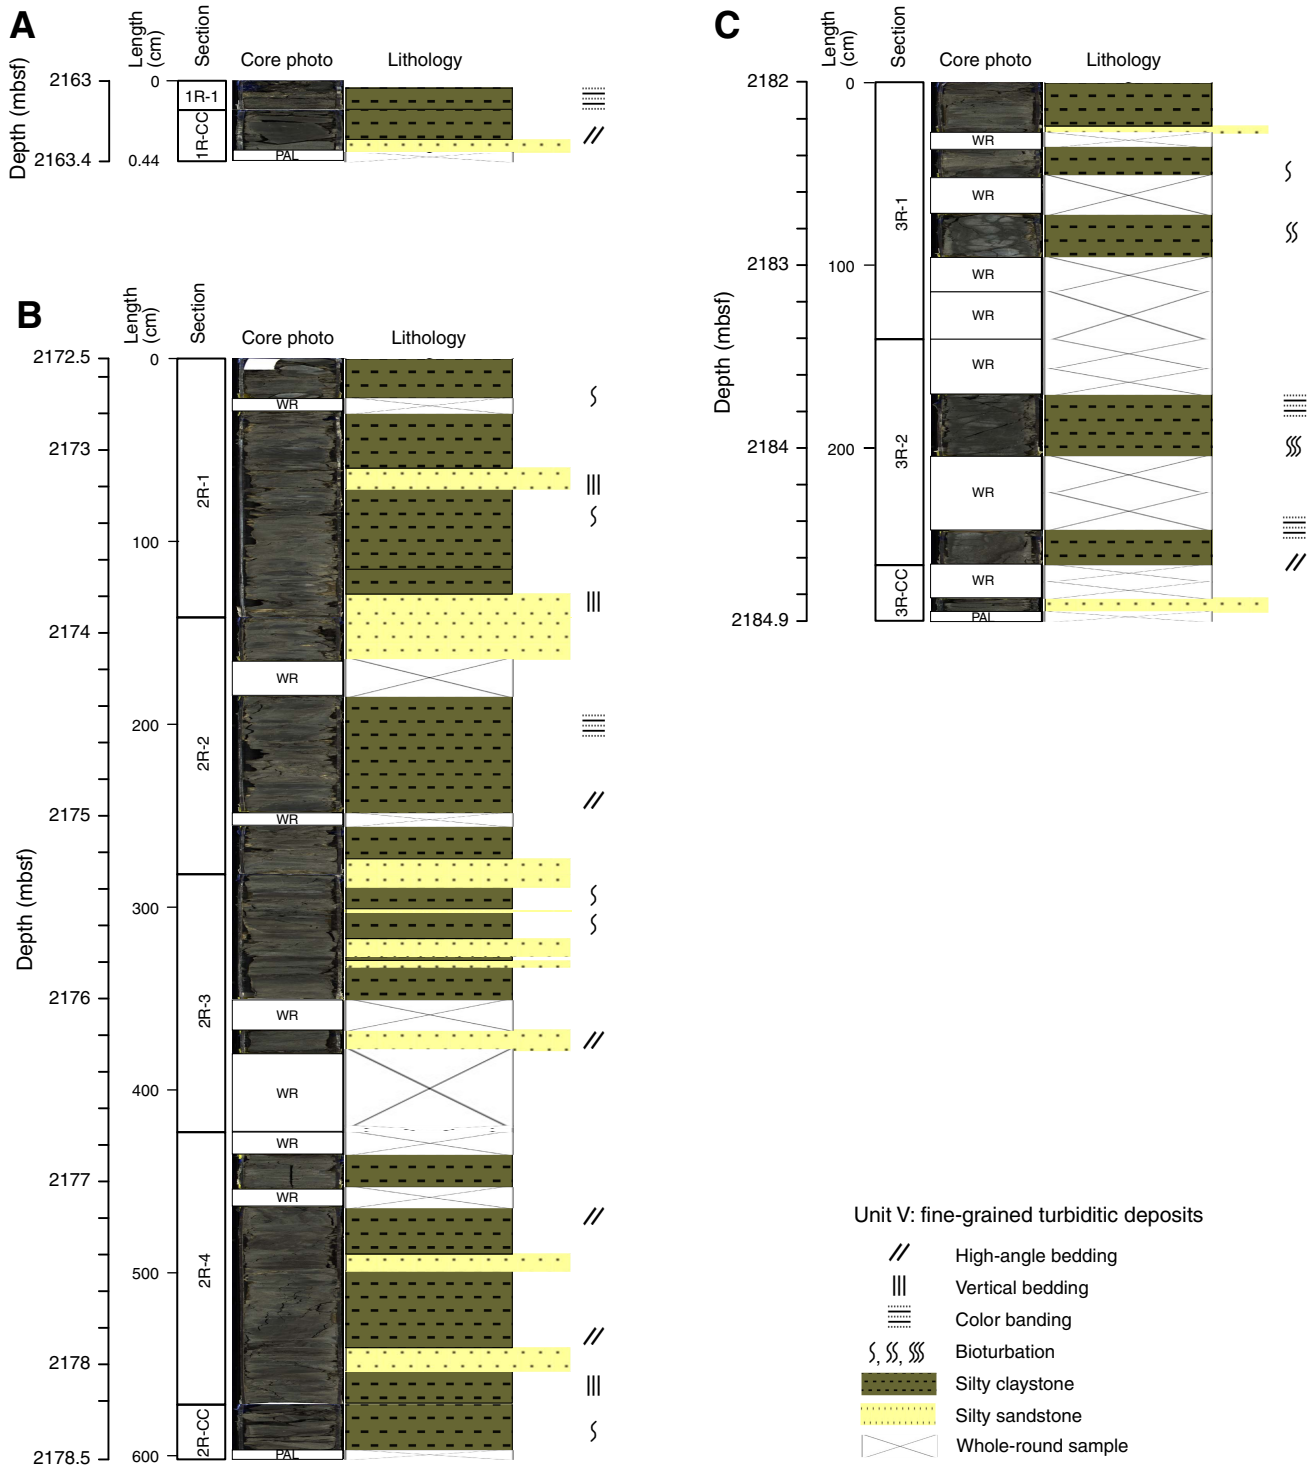 A
Length (cm)
Section
Core photo
Lithology
Depth (mbsf)
2163
2163.4
0
0.44
1R-1
1R-CC
PAL
B
Length (cm)
Section
Core photo
Lithology
Depth (mbsf)
2172.5
2173
2174
2175
2176
2177
2178
2178.5
0
100
200
300
400
500
600
2R-1
2R-2
2R-3
2R-4
2R-CC
WR
WR
WR
WR
WR
WR
WR
PAL
C
Length (cm)
Section
Core photo
Lithology
Depth (mbsf)
2182
2183
2184
2184.9
0
100
200
3R-1
3R-2
3R-CC
WR
WR
WR
WR
WR
WR
WR
PAL
Unit V: fine-grained turbiditic deposits
High-angle bedding
Vertical bedding
Color banding
Bioturbation
Silty claystone
Silty sandstone
Whole-round sample